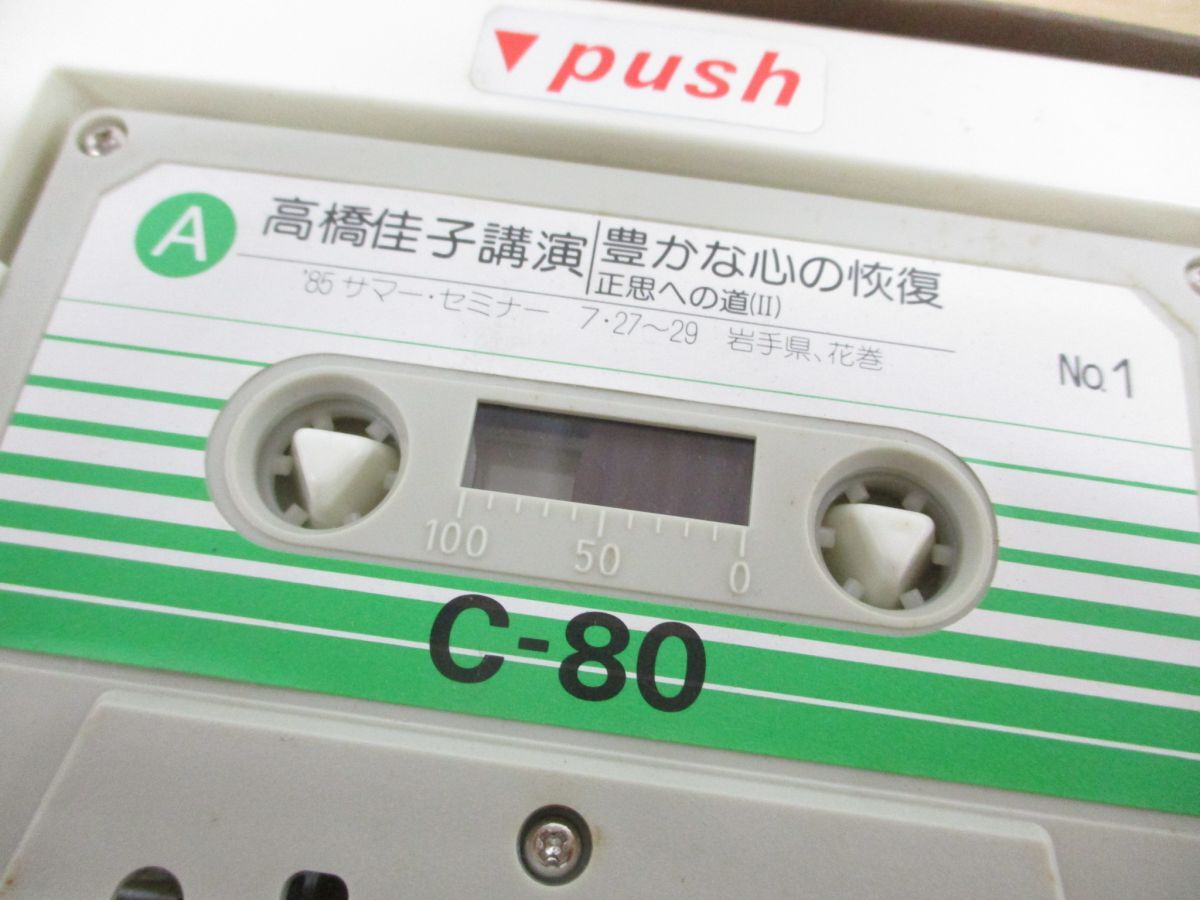 ▼push
A 高橋佳子講演 豊かな心の恢復
正思への道(II)
'85 サマー・セミナー 7・27～29 岩手県、花巻
No.1
100 50 0
C-80